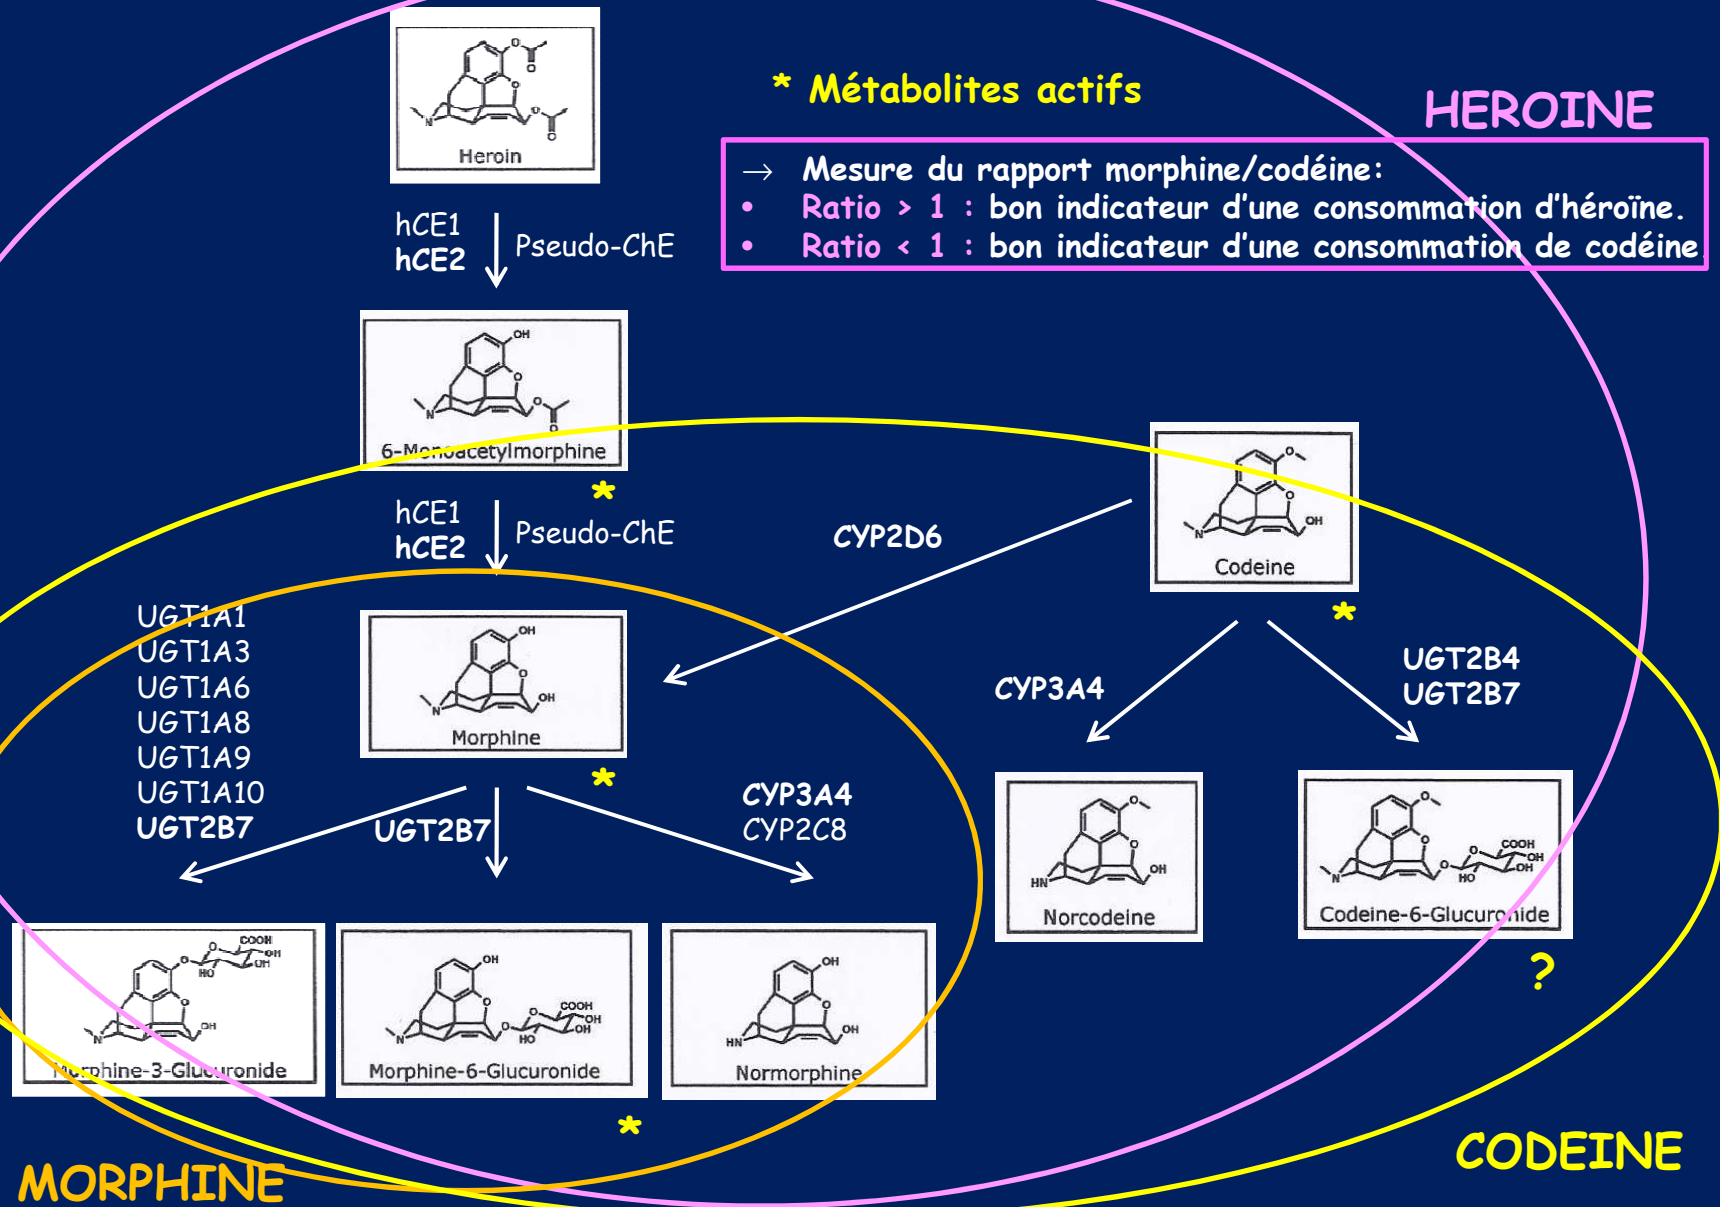 Heroin
* Métabolites actifs
HEROINE
→ Mesure du rapport morphine/codéine:
• Ratio > 1 : bon indicateur d'une consommation d'héroïne.
• Ratio < 1 : bon indicateur d'une consommation de codéine.
hCE1
hCE2
Pseudo-ChE
6-Monoacetylmorphine
*
hCE1
hCE2
Pseudo-ChE
CYP2D6
Codeine
*
UGT1A1
UGT1A3
UGT1A6
UGT1A8
UGT1A9
UGT1A10
UGT2B7
Morphine
*
UGT2B7
CYP3A4
CYP2C8
CYP3A4
UGT2B4
UGT2B7
Norcodeine
Codeine-6-Glucuronide
?
Morphine-3-Glucuronide
Morphine-6-Glucuronide
*
Normorphine
MORPHINE
CODEINE